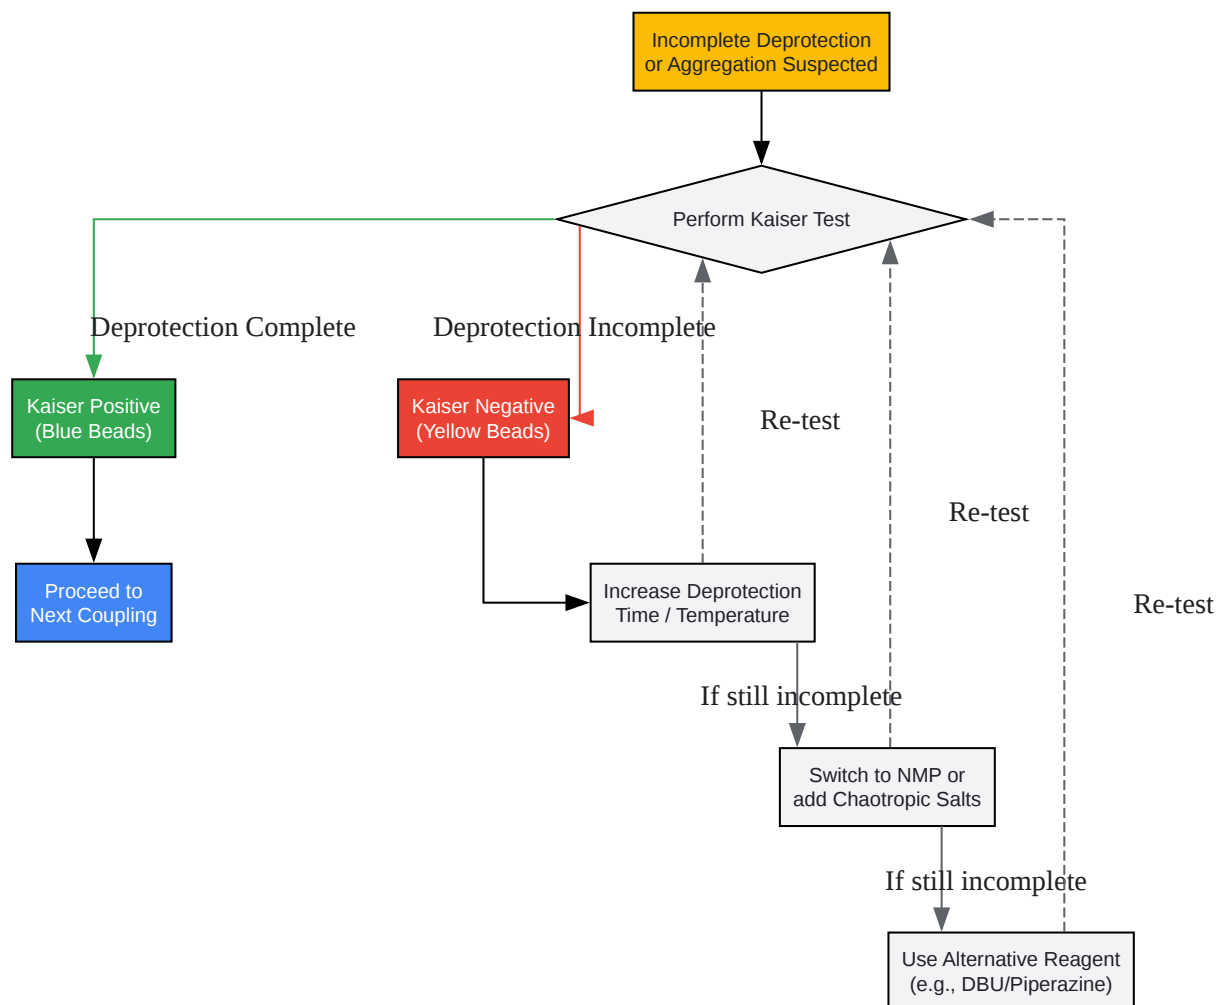 Incomplete Deprotection
or Aggregation Suspected
Perform Kaiser Test
Deprotection Complete
Deprotection Incomplete
Kaiser Positive
(Blue Beads)
Kaiser Negative
(Yellow Beads)
Re-test
Re-test
Proceed to
Next Coupling
Increase Deprotection
Time / Temperature
Re-test
If still incomplete
Switch to NMP or
add Chaotropic Salts
If still incomplete
Use Alternative Reagent
(e.g., DBU/Piperazine)